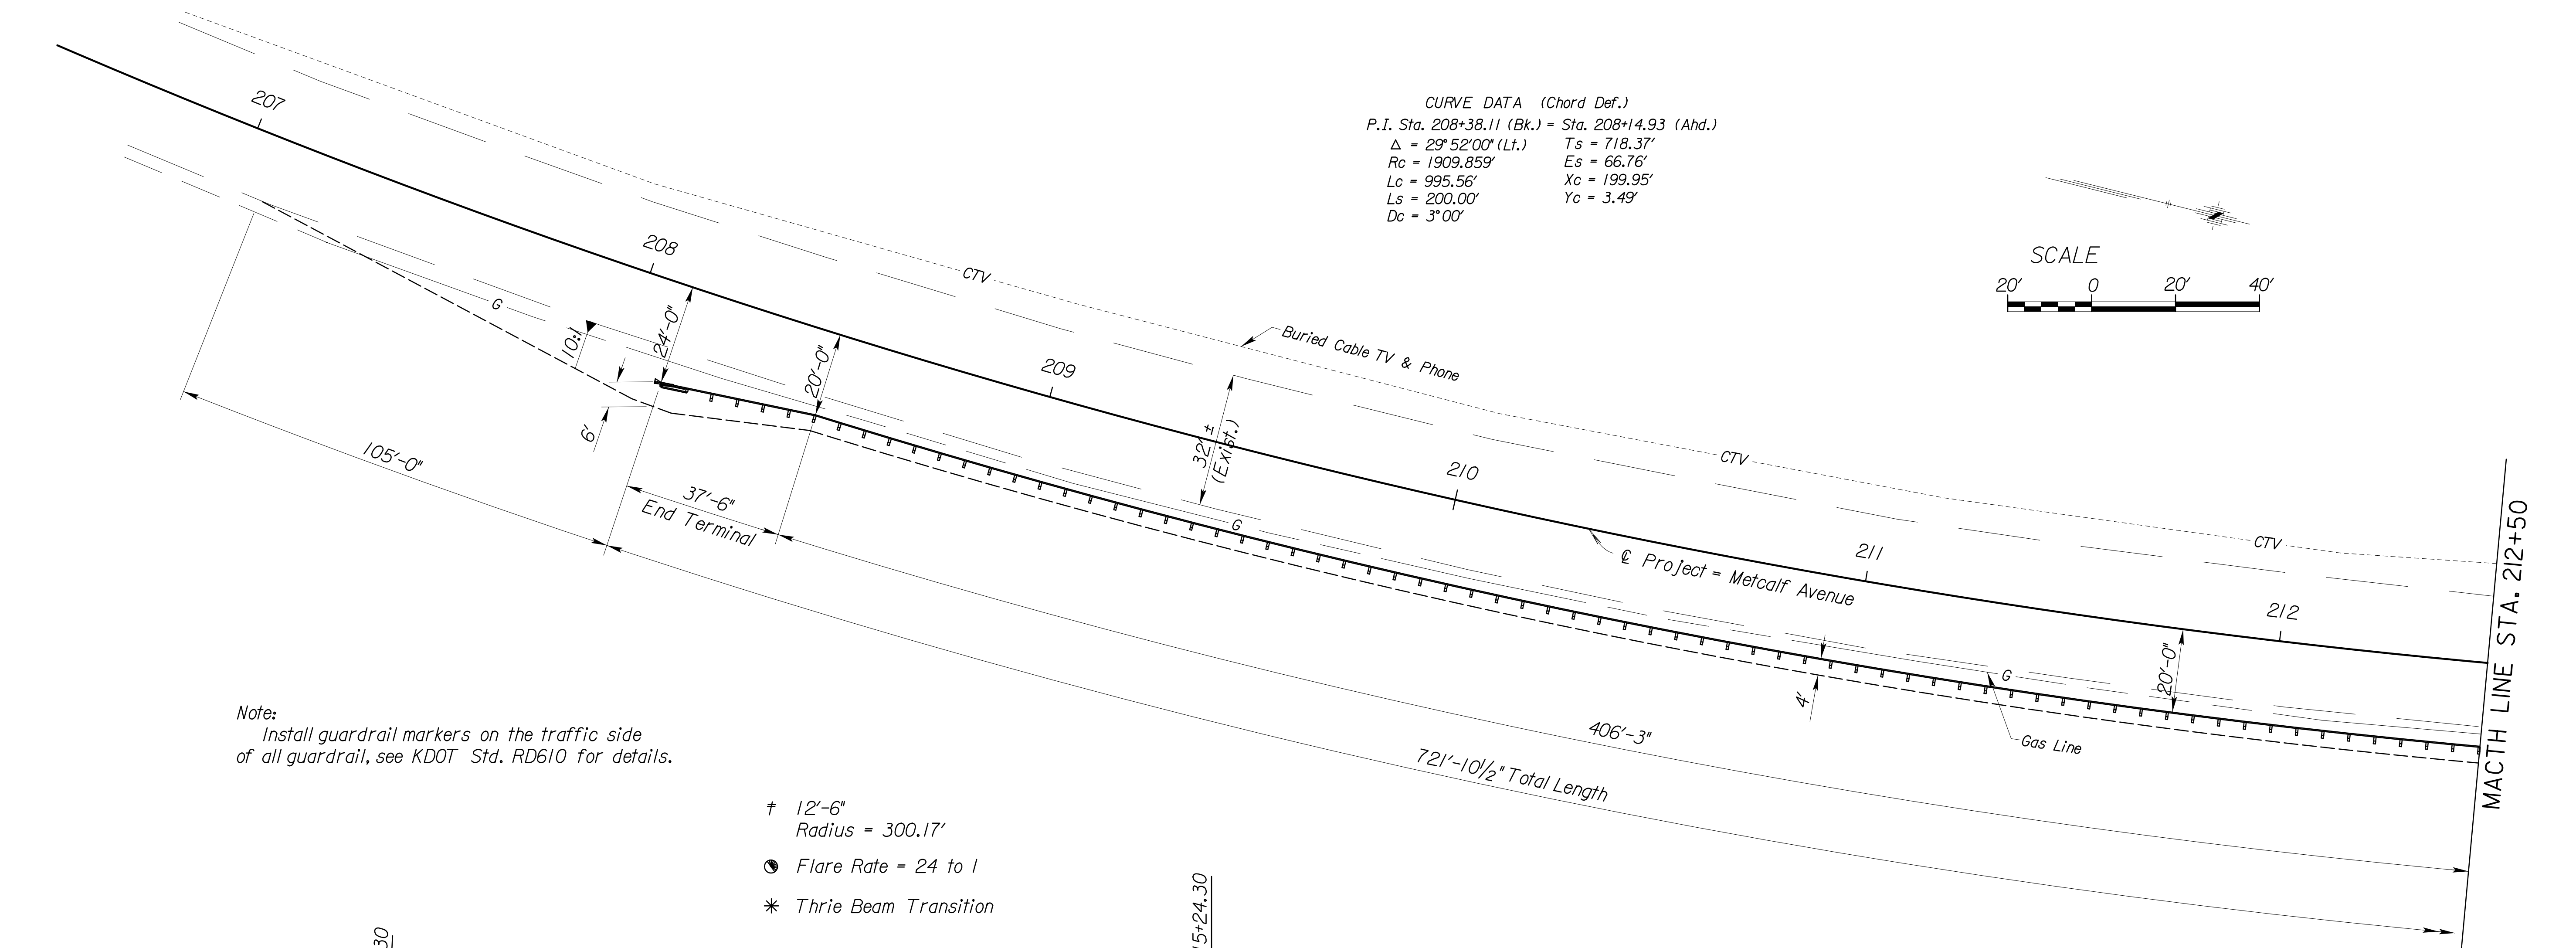 207
208
209
210
211
212
CTV
CTV
CTV
CURVE DATA (Chord Def.)
P.I. Sta. 208+38.11 (Bk.) = Sta. 208+14.93 (Ahd.)
Δ = 29°52'00" (Lt.) Ts = 718.37'
Rc = 1909.859' Es = 66.76'
Lc = 995.56' Xc = 199.95'
Ls = 200.00' Yc = 3.49'
Dc = 3°00'
SCALE
20' 0 20' 40'
Buried Cable TV & Phone
G
10:1
24'-0"
20'-0"
6'
32' ±
(Exist.)
105'-0"
37'-6"
End Terminal
G
℄ Project = Metcalf Avenue
20'-0"
G
4'
Gas Line
406'-3"
721'-10½" Total Length
MACTH LINE STA. 212+50
Note:
Install guardrail markers on the traffic side
of all guardrail, see KDOT Std. RD610 for details.
‡ 12'-6"
Radius = 300.17'
Flare Rate = 24 to 1
✳ Thrie Beam Transition
30
15+24.30